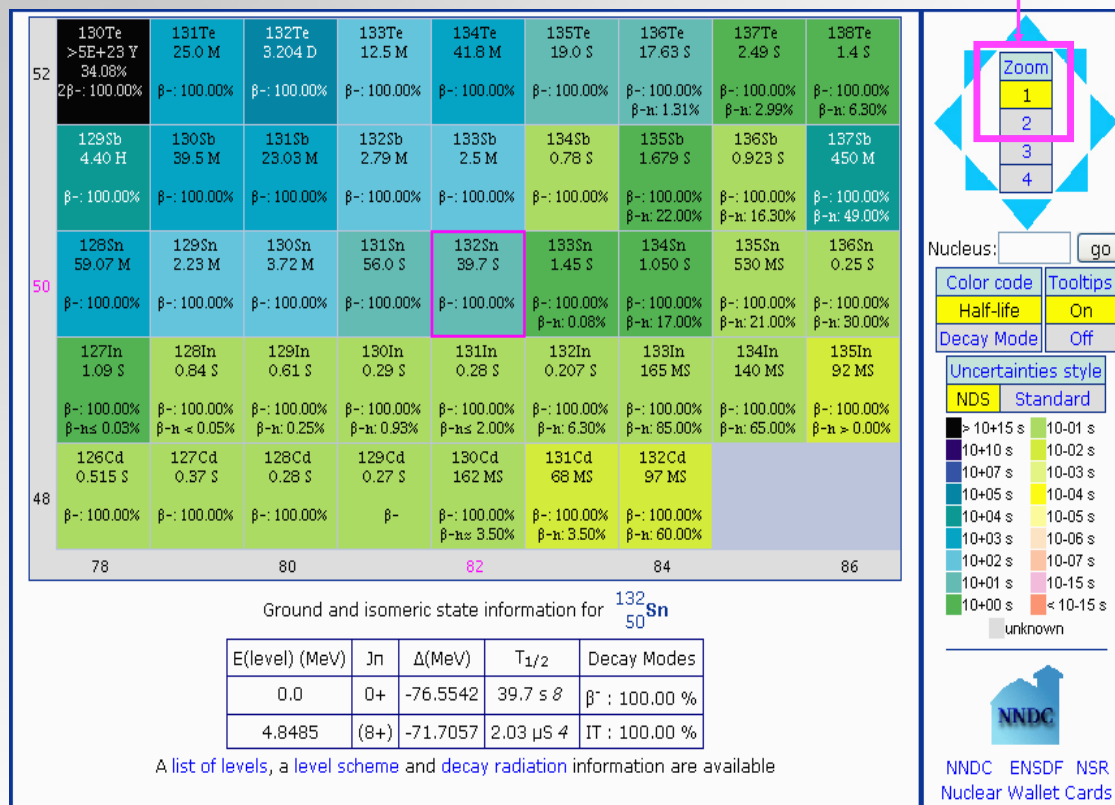 130Te 131Te 132Te 133Te 134Te 135Te 136Te 137Te 138Te
>5E+23 Y 25.0 M 3.204 D 12.5 M 41.8 M 19.0 S 17.63 S 2.49 S 1.4 S
52 34.08%
2β-: 100.00% β-: 100.00% β-: 100.00% β-: 100.00% β-: 100.00% β-: 100.00% β-: 100.00% β-: 100.00% β-: 100.00%
β-n: 1.31% β-n: 2.99% β-n: 6.30%
129Sb 130Sb 131Sb 132Sb 133Sb 134Sb 135Sb 136Sb 137Sb
4.40 H 39.5 M 23.03 M 2.79 M 2.5 M 0.78 S 1.679 S 0.923 S 450 M
β-: 100.00% β-: 100.00% β-: 100.00% β-: 100.00% β-: 100.00% β-: 100.00% β-: 100.00% β-: 100.00% β-: 100.00%
β-n: 22.00% β-n: 16.30% β-n: 49.00%
128Sn 129Sn 130Sn 131Sn 132Sn 133Sn 134Sn 135Sn 136Sn
59.07 M 2.23 M 3.72 M 56.0 S 39.7 S 1.45 S 1.050 S 530 MS 0.25 S
50
β-: 100.00% β-: 100.00% β-: 100.00% β-: 100.00% β-: 100.00% β-: 100.00% β-: 100.00% β-: 100.00% β-: 100.00%
β-n: 0.08% β-n: 17.00% β-n: 21.00% β-n: 30.00%
127In 128In 129In 130In 131In 132In 133In 134In 135In
1.09 S 0.84 S 0.61 S 0.29 S 0.28 S 0.207 S 165 MS 140 MS 92 MS
β-: 100.00% β-: 100.00% β-: 100.00% β-: 100.00% β-: 100.00% β-: 100.00% β-: 100.00% β-: 100.00% β-: 100.00%
β-n≤ 0.03% β-n < 0.05% β-n: 0.25% β-n: 0.93% β-n≤ 2.00% β-n: 6.30% β-n: 85.00% β-n: 65.00% β-n > 0.00%
126Cd 127Cd 128Cd 129Cd 130Cd 131Cd 132Cd
0.515 S 0.37 S 0.28 S 0.27 S 162 MS 68 MS 97 MS
48
β-: 100.00% β-: 100.00% β-: 100.00% β- β-: 100.00% β-: 100.00% β-: 100.00%
β-n≈ 3.50% β-n: 3.50% β-n: 60.00%
78 80 82 84 86
Ground and isomeric state information for 132 50 Sn
E(level) (MeV) Jπ Δ(MeV) T1/2 Decay Modes
0.0 0+ -76.5542 39.7 s 8 β- : 100.00 %
4.8485 (8+) -71.7057 2.03 µS 4 IT : 100.00 %
A list of levels, a level scheme and decay radiation information are available
Zoom
1
2
3
4
Nucleus: go
Color code Tooltips
Half-life On
Decay Mode Off
Uncertainties style
NDS Standard
> 10+15 s 10-01 s
10+10 s 10-02 s
10+07 s 10-03 s
10+05 s 10-04 s
10+04 s 10-05 s
10+03 s 10-06 s
10+02 s 10-07 s
10+01 s 10-15 s
10+00 s < 10-15 s
unknown
NNDC
NNDC ENSDF NSR
Nuclear Wallet Cards